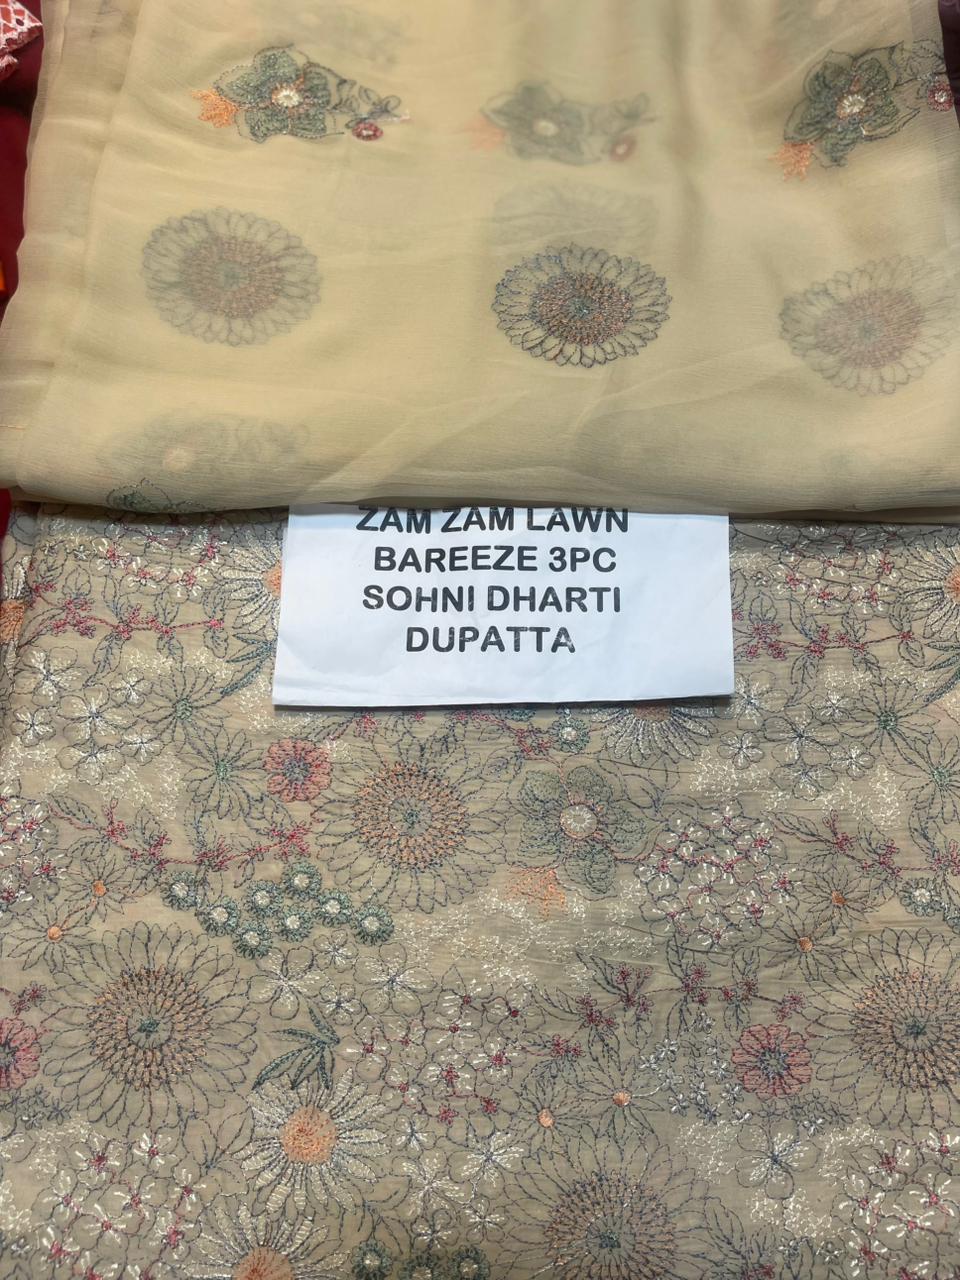 ZAM ZAM LAWN
BAREEZE 3PC
SOHNI DHARTI
DUPATTA